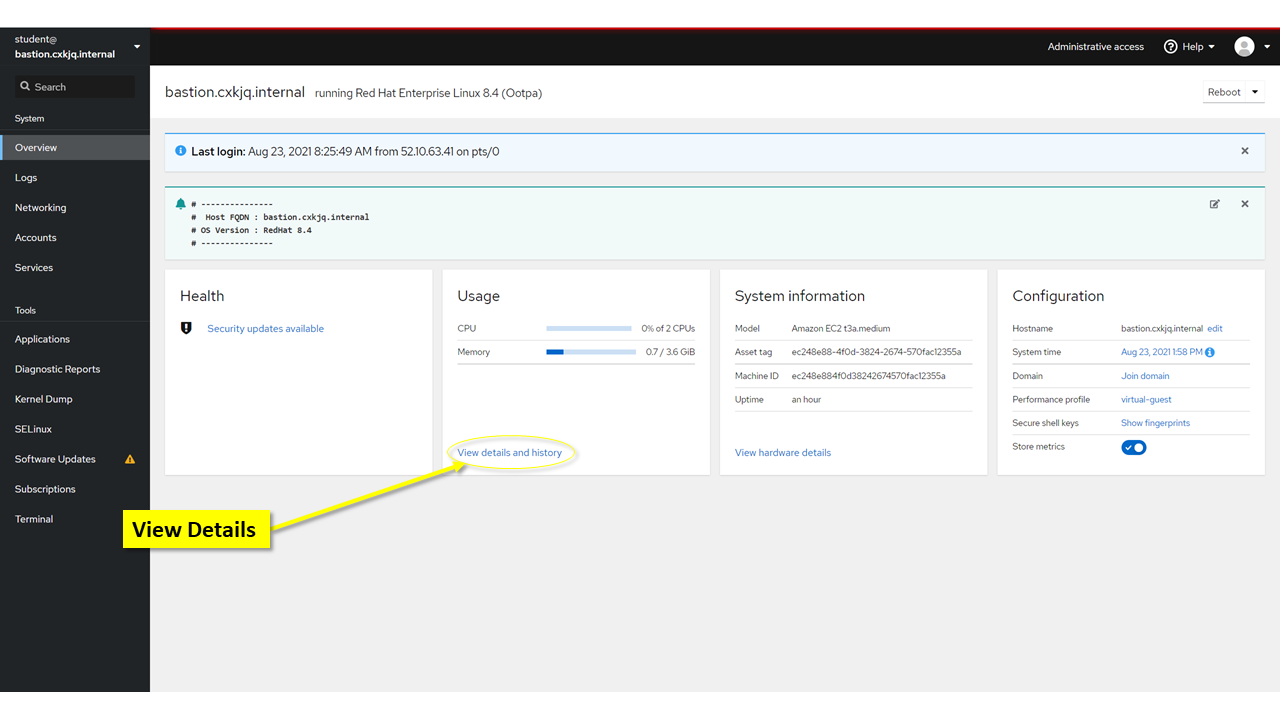 student@
bastion.cxkjq.internal
Administrative access
Help
Search
bastion.cxkjq.internal running Red Hat Enterprise Linux 8.4 (Ootpa)
Reboot
System
Overview
Logs
Networking
Accounts
Services
Tools
Applications
Diagnostic Reports
Kernel Dump
SELinux
Software Updates
Subscriptions
Terminal
Last login: Aug 23, 2021 8:25:49 AM from 52.10.63.41 on pts/0
# ---------------
#  Host FQDN : bastion.cxkjq.internal
# OS Version : RedHat 8.4
# ---------------
Health
Security updates available
Usage
CPU 0% of 2 CPUs
Memory 0.7 / 3.6 GiB
View details and history
System information
Model Amazon EC2 t3a.medium
Asset tag ec248e88-4f0d-3824-2674-570fac12355a
Machine ID ec248e884f0d38242674570fac12355a
Uptime an hour
View hardware details
Configuration
Hostname bastion.cxkjq.internal edit
System time Aug 23, 2021 1:58 PM
Domain Join domain
Performance profile virtual-guest
Secure shell keys Show fingerprints
Store metrics
View Details